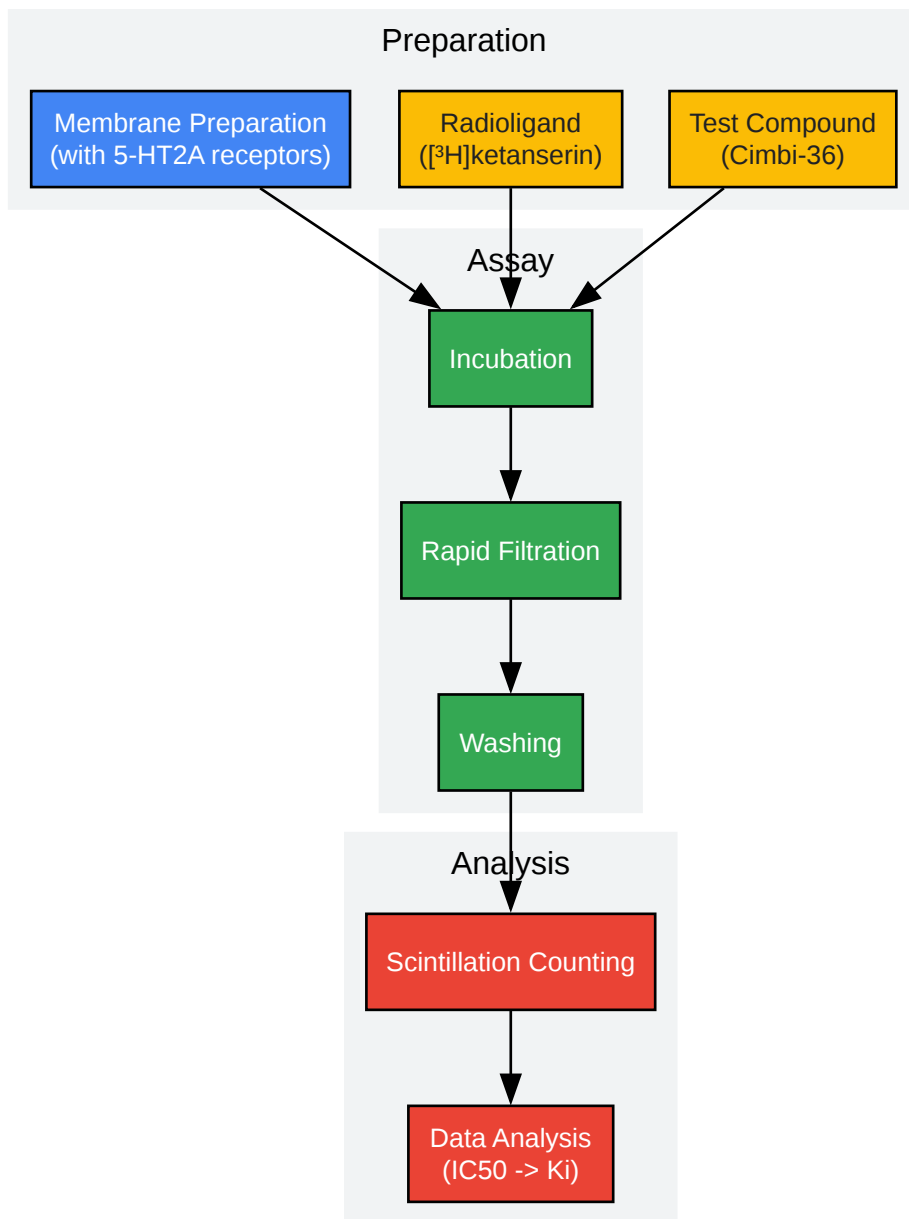 Preparation
Membrane Preparation
(with 5-HT2A receptors)
Radioligand
([³H]ketanserin)
Test Compound
(Cimbi-36)
Assay
Incubation
Rapid Filtration
Washing
Analysis
Scintillation Counting
Data Analysis
(IC50 -> Ki)